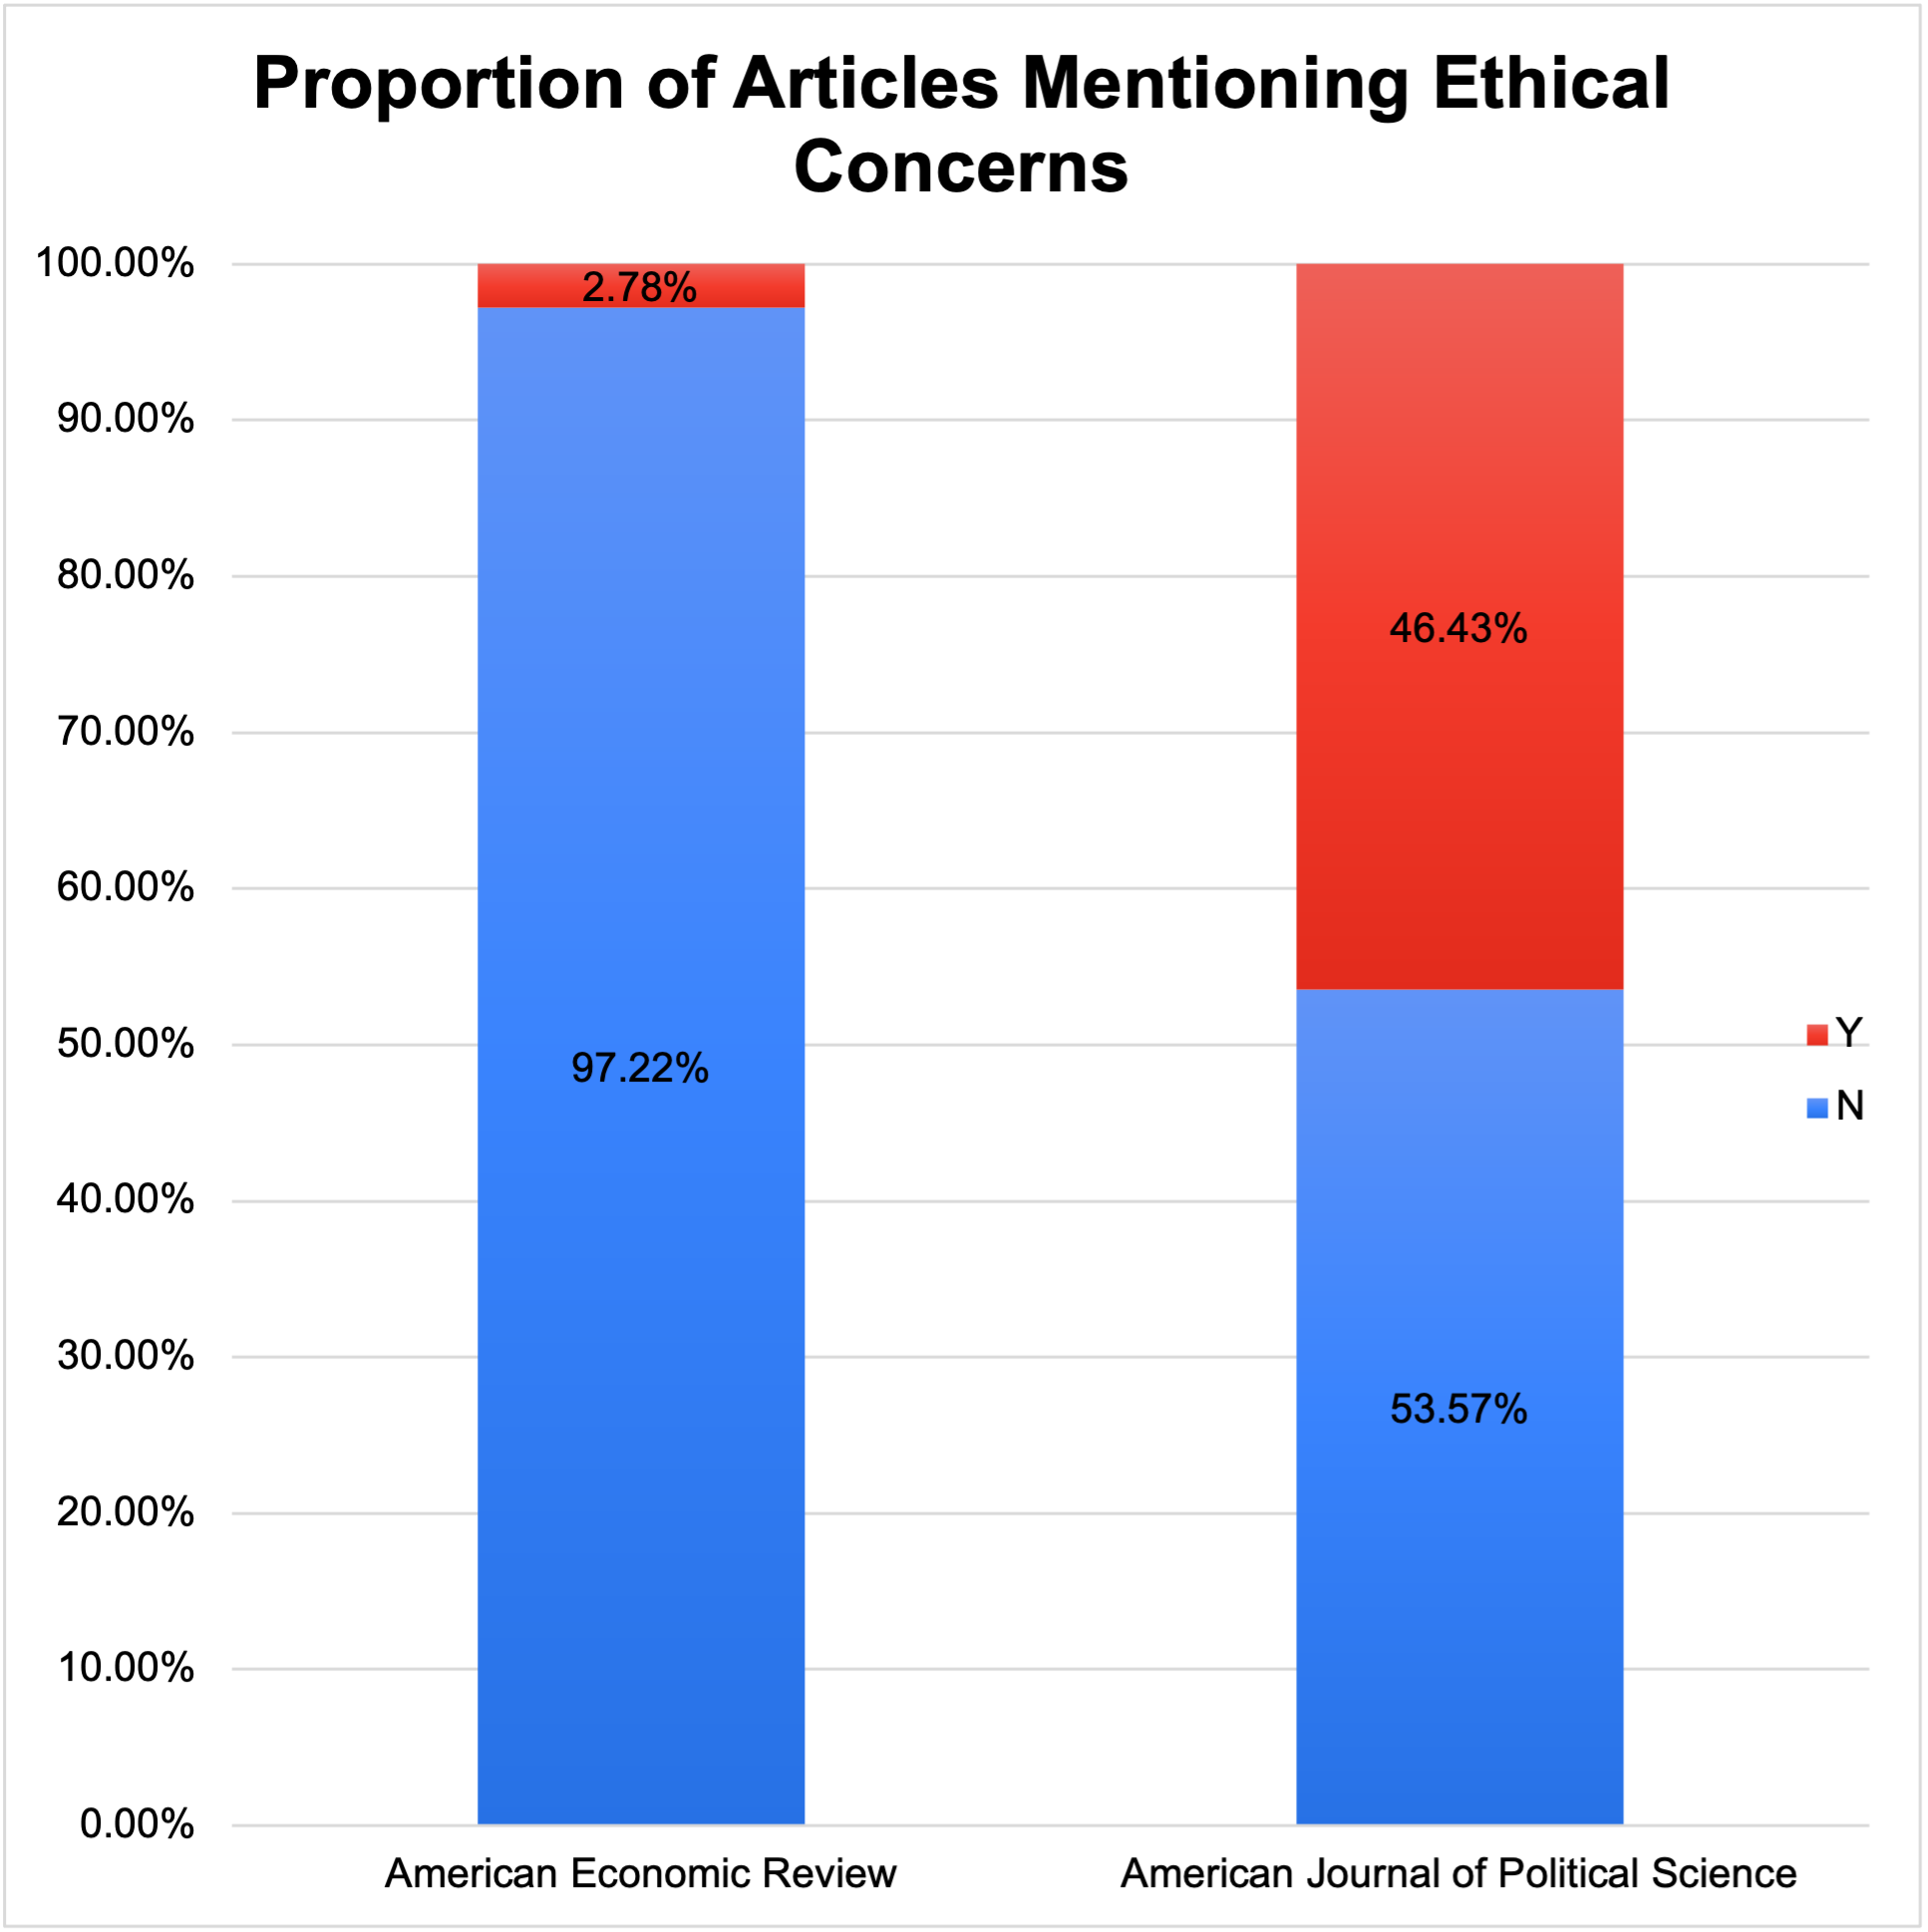 Proportion of Articles Mentioning Ethical
Concerns
100.00%
90.00%
80.00%
70.00%
60.00%
50.00%
40.00%
30.00%
20.00%
10.00%
0.00%
2.78%
97.22%
46.43%
53.57%
Y
N
American Economic Review
American Journal of Political Science